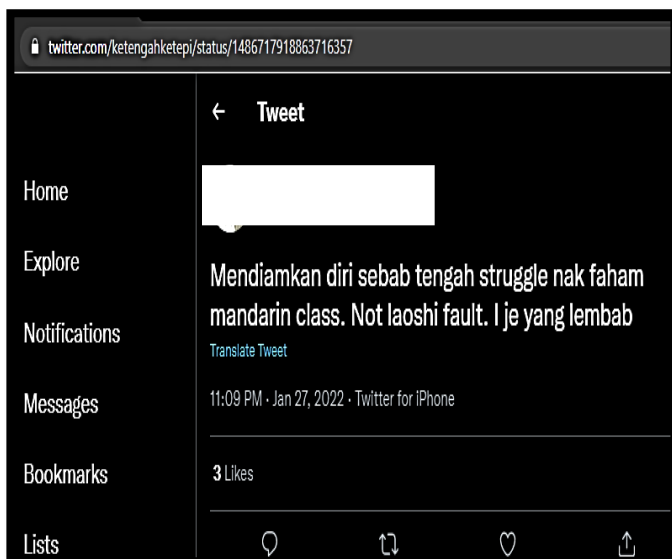 twitter.com/ketengahketepi/status/1486717918863716357
Tweet
Home
Explore
Notifications
Messages
Bookmarks
Lists
Mendiamkan diri sebab tengah struggle nak faham
mandarin class. Not laoshi fault. I je yang lembab
Translate Tweet
11:09 PM · Jan 27, 2022 · Twitter for iPhone
3 Likes